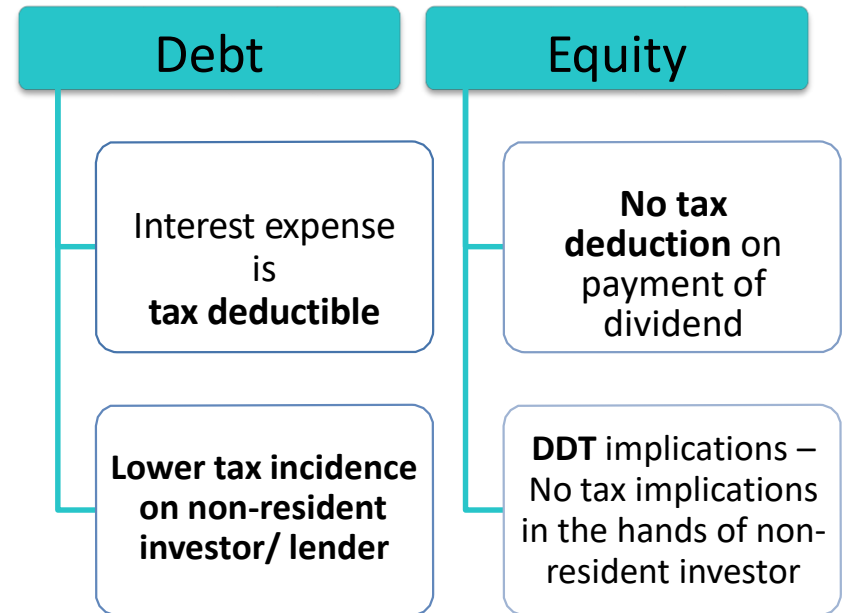 Debt
Interest expense
is
tax deductible
Lower tax incidence
on non-resident
investor/ lender
Equity
No tax
deduction on
payment of
dividend
DDT implications –
No tax implications
in the hands of non-
resident investor